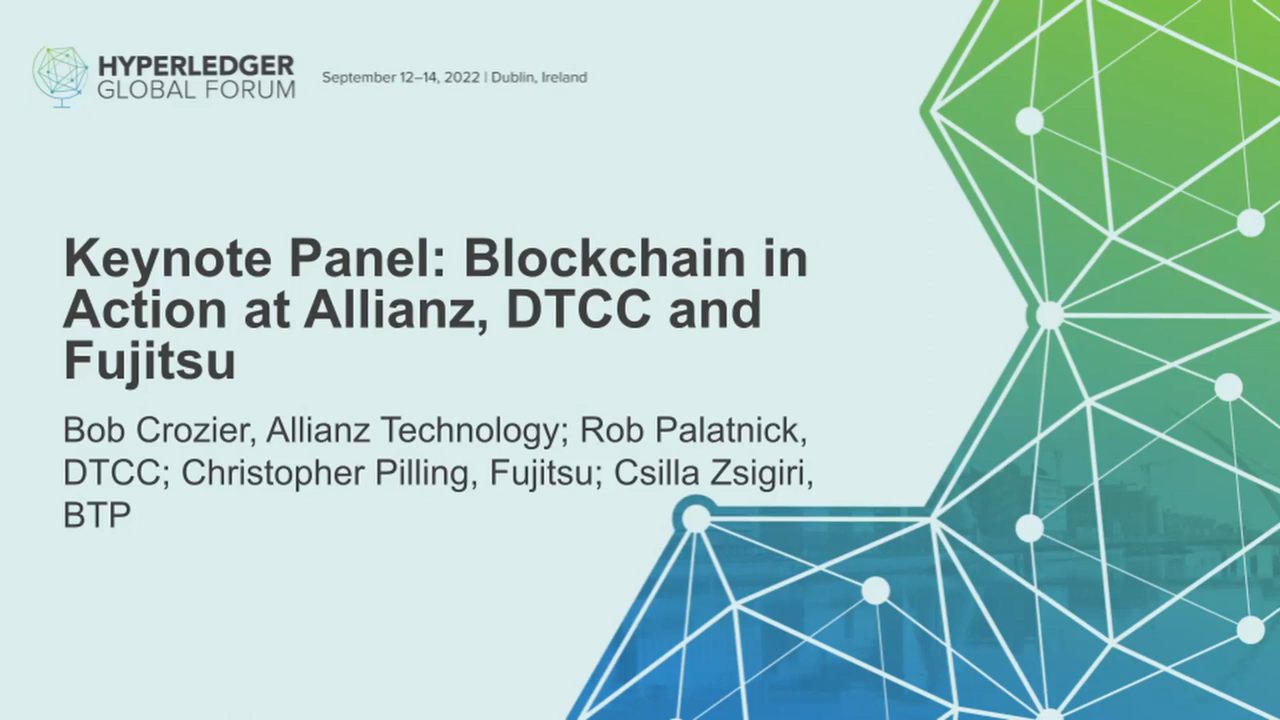 HYPERLEDGER
GLOBAL FORUM
September 12–14, 2022 | Dublin, Ireland
Keynote Panel: Blockchain in
Action at Allianz, DTCC and
Fujitsu
Bob Crozier, Allianz Technology; Rob Palatnick,
DTCC; Christopher Pilling, Fujitsu; Csilla Zsigiri,
BTP